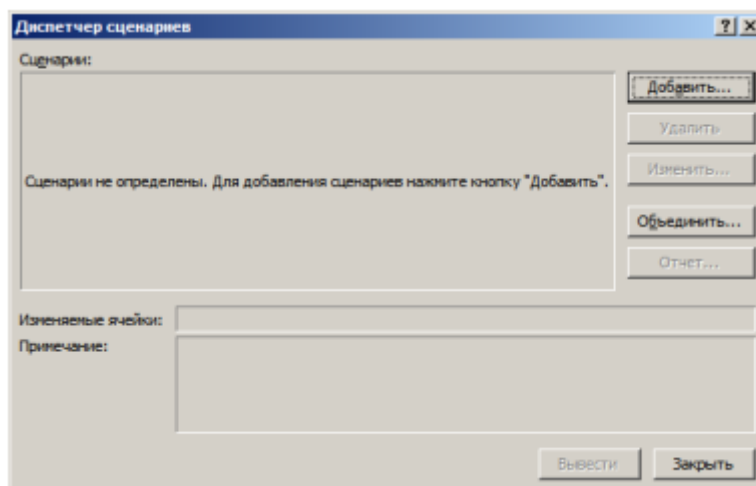 Диспетчер сценариев
Сценарии:
Добавить...
Удалить
Сценарии не определены. Для добавления сценариев нажмите кнопку "Добавить".
Изменить...
Объединить...
Отчет...
Изменяемые ячейки:
Примечание:
Вывести
Закрыть